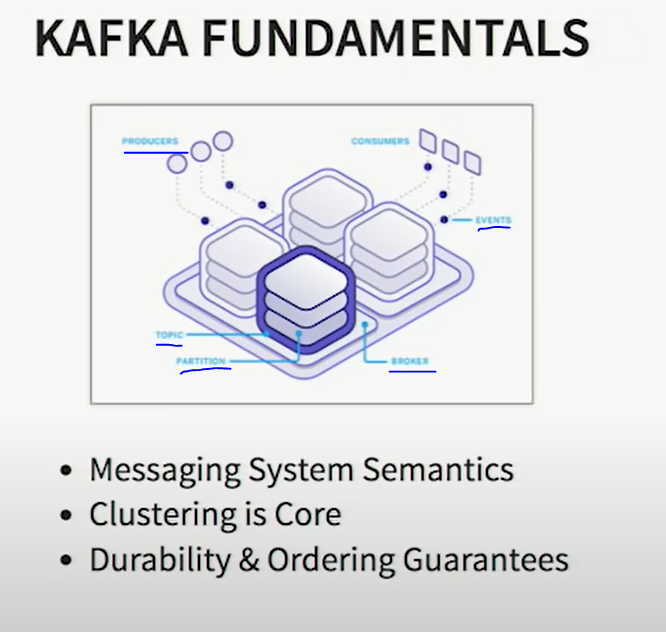 KAFKA FUNDAMENTALS
PRODUCERS
CONSUMERS
EVENTS
TOPIC
PARTITION
BROKER
• Messaging System Semantics
• Clustering is Core
• Durability & Ordering Guarantees